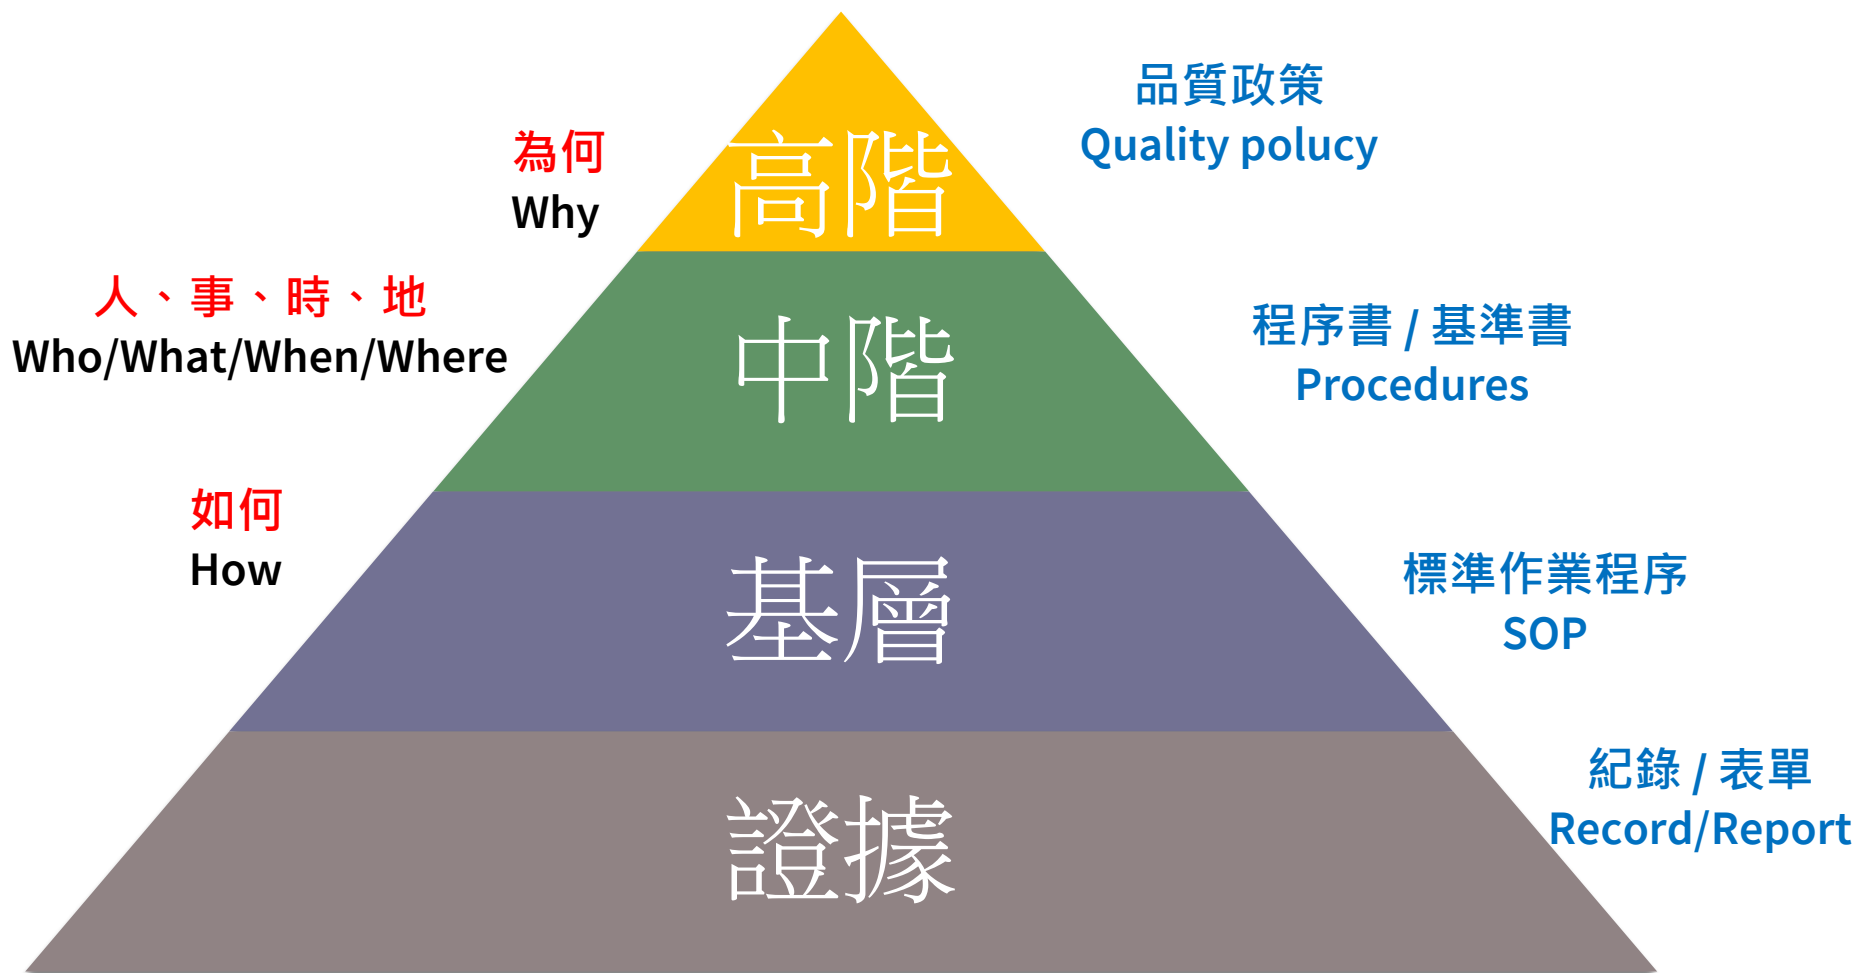 品質政策
Quality polucy
為何
Why
高階
人、事、時、地
Who/What/When/Where
中階
程序書 / 基準書
Procedures
如何
How
基層
標準作業程序
SOP
證據
紀錄 / 表單
Record/Report